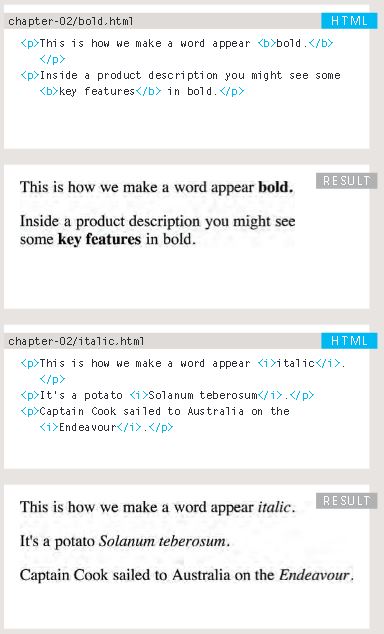 chapter-02/bold.html HTML
<p>This is how we make a word appear <b>bold.</b>
</p>
<p>Inside a product description you might see some
<b>key features</b> in bold.</p>
RESULT
This is how we make a word appear bold.
Inside a product description you might see
some key features in bold.
chapter-02/italic.html HTML
<p>This is how we make a word appear <i>italic</i>.
</p>
<p>It's a potato <i>Solanum teberosum</i>.</p>
<p>Captain Cook sailed to Australia on the
<i>Endeavour</i>.</p>
RESULT
This is how we make a word appear italic.
It's a potato Solanum teberosum.
Captain Cook sailed to Australia on the Endeavour.